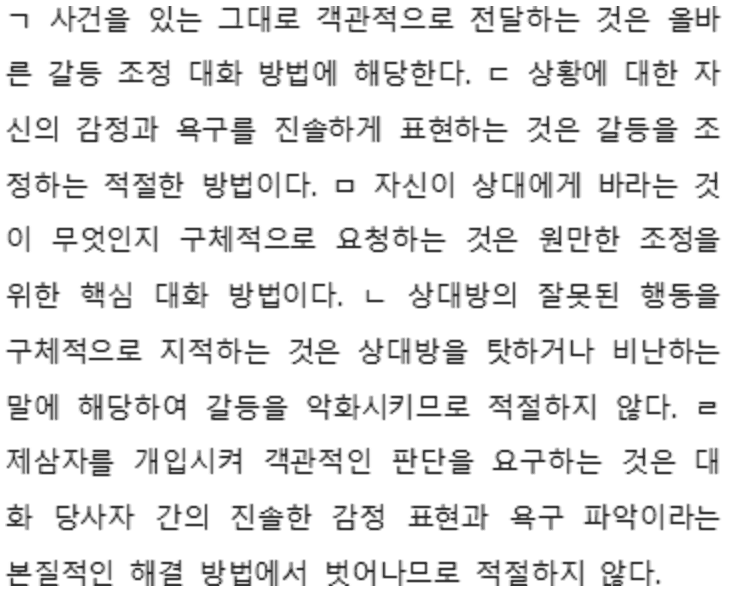 ㄱ 사건을 있는 그대로 객관적으로 전달하는 것은 올바
른 갈등 조정 대화 방법에 해당한다. ㄷ 상황에 대한 자
신의 감정과 욕구를 진솔하게 표현하는 것은 갈등을 조
정하는 적절한 방법이다. ㅁ 자신이 상대에게 바라는 것
이 무엇인지 구체적으로 요청하는 것은 원만한 조정을
위한 핵심 대화 방법이다. ㄴ 상대방의 잘못된 행동을
구체적으로 지적하는 것은 상대방을 탓하거나 비난하는
말에 해당하여 갈등을 악화시키므로 적절하지 않다. ㄹ
제삼자를 개입시켜 객관적인 판단을 요구하는 것은 대
화 당사자 간의 진솔한 감정 표현과 욕구 파악이라는
본질적인 해결 방법에서 벗어나므로 적절하지 않다.